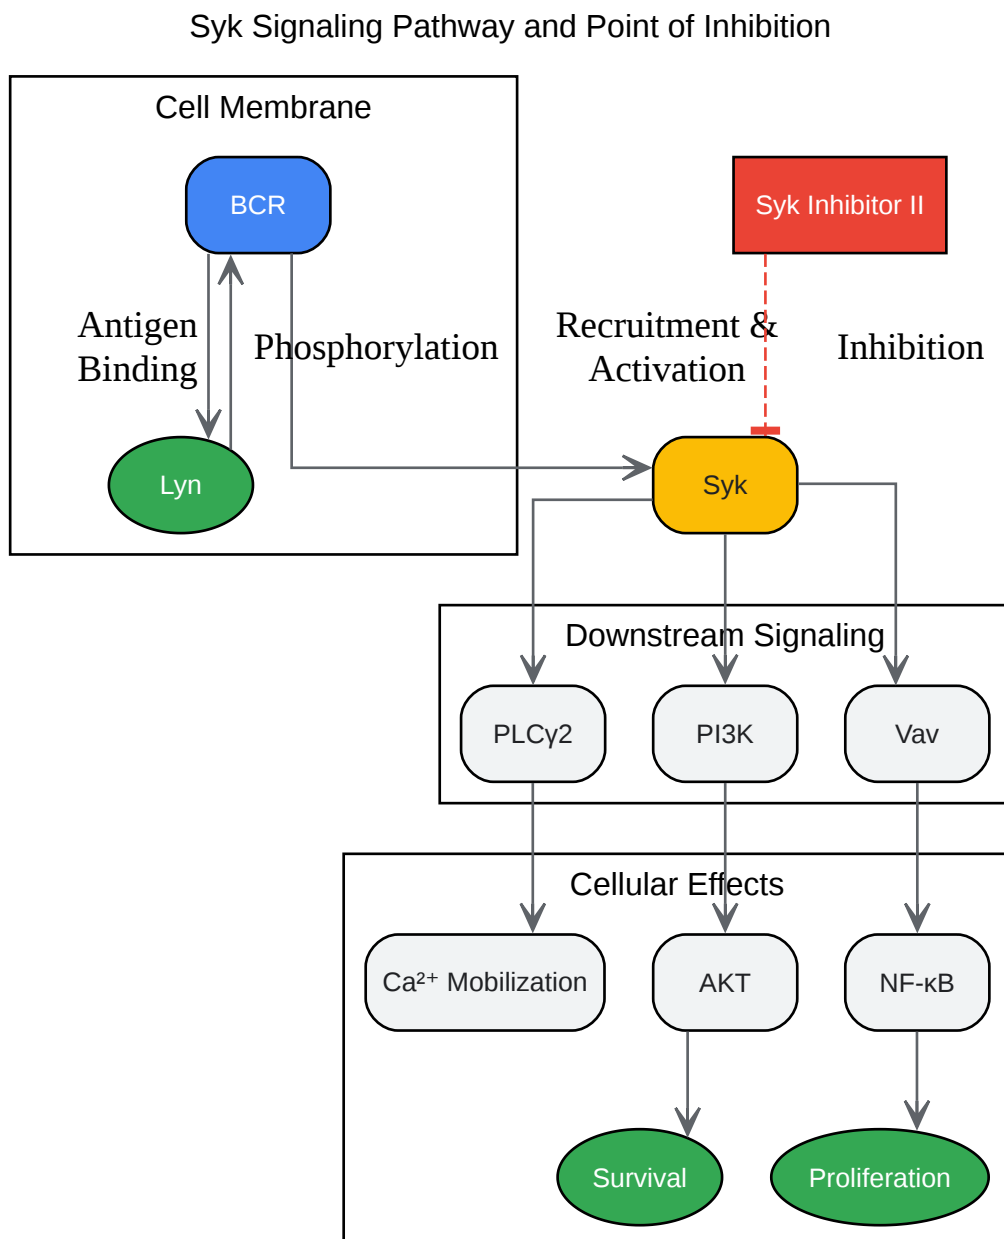 Syk Signaling Pathway and Point of Inhibition
Cell Membrane
BCR
Syk Inhibitor II
Antigen
Binding
Phosphorylation
Recruitment &
Activation
Inhibition
Lyn
Syk
Downstream Signaling
PLCγ2
PI3K
Vav
Cellular Effects
Ca²⁺ Mobilization
AKT
NF-κB
Survival
Proliferation